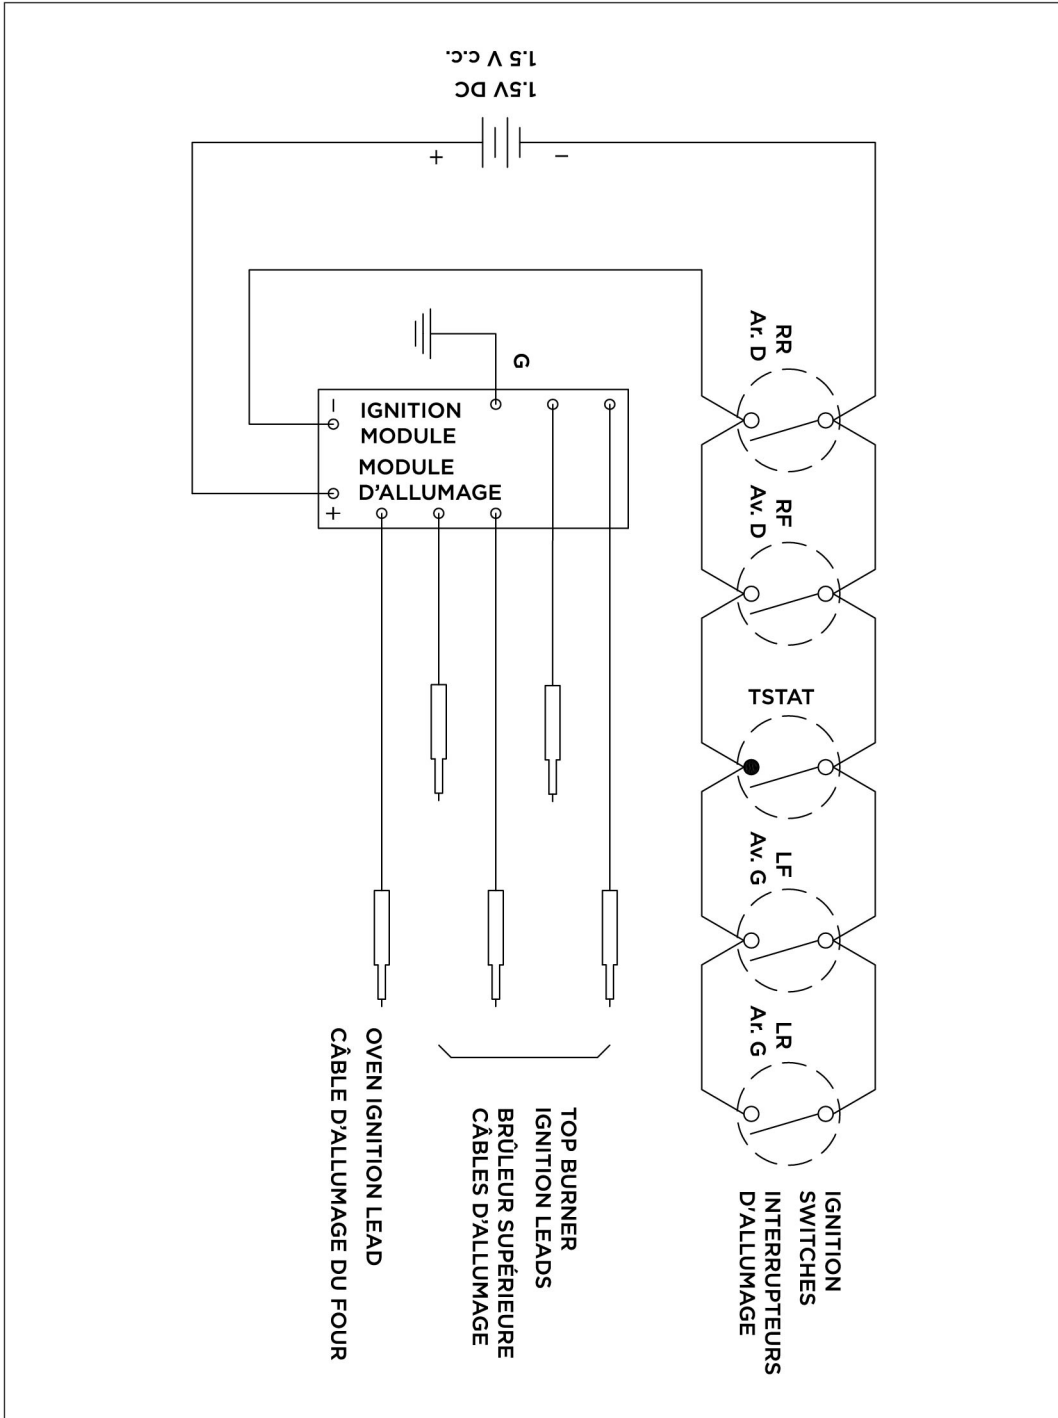 1.5 V c.c.
1.5V DC
+
–
G
–
IGNITION
MODULE
MODULE
D'ALLUMAGE
+
RR
Ar. D
RF
Av. D
TSTAT
LF
Av. G
LR
Ar. G
OVEN IGNITION LEAD
CÂBLE D'ALLUMAGE DU FOUR
TOP BURNER
IGNITION LEADS
BRÛLEUR SUPÉRIEURE
CÂBLES D'ALLUMAGE
IGNITION
SWITCHES
INTERRUPTEURS
D'ALLUMAGE